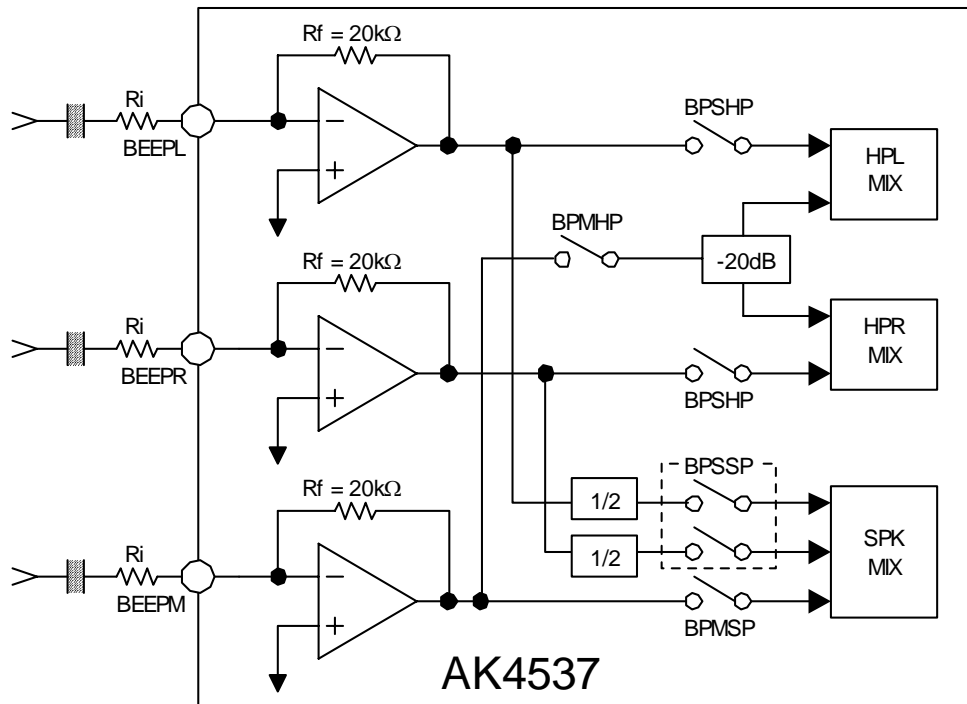 Rf = 20kΩ
Ri
BEEPL
−
+
BPSHP
HPL
MIX
BPMHP
-20dB
Rf = 20kΩ
Ri
BEEPR
−
+
BPSHP
HPR
MIX
BPSSP
1/2
1/2
SPK
MIX
Rf = 20kΩ
Ri
BEEPM
−
+
BPMSP
AK4537